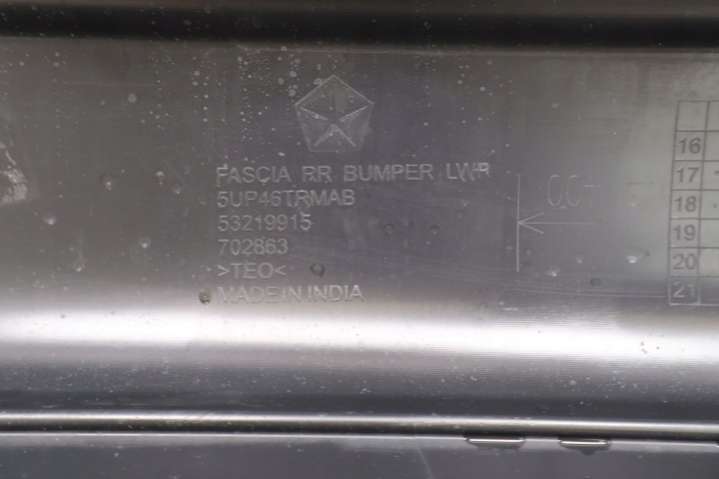 FASCIA RR BUMPER LWR
5UP46TRMAB
53219915
702863
>TEO<
MADE IN INDIA
16
17
18
19
20
21